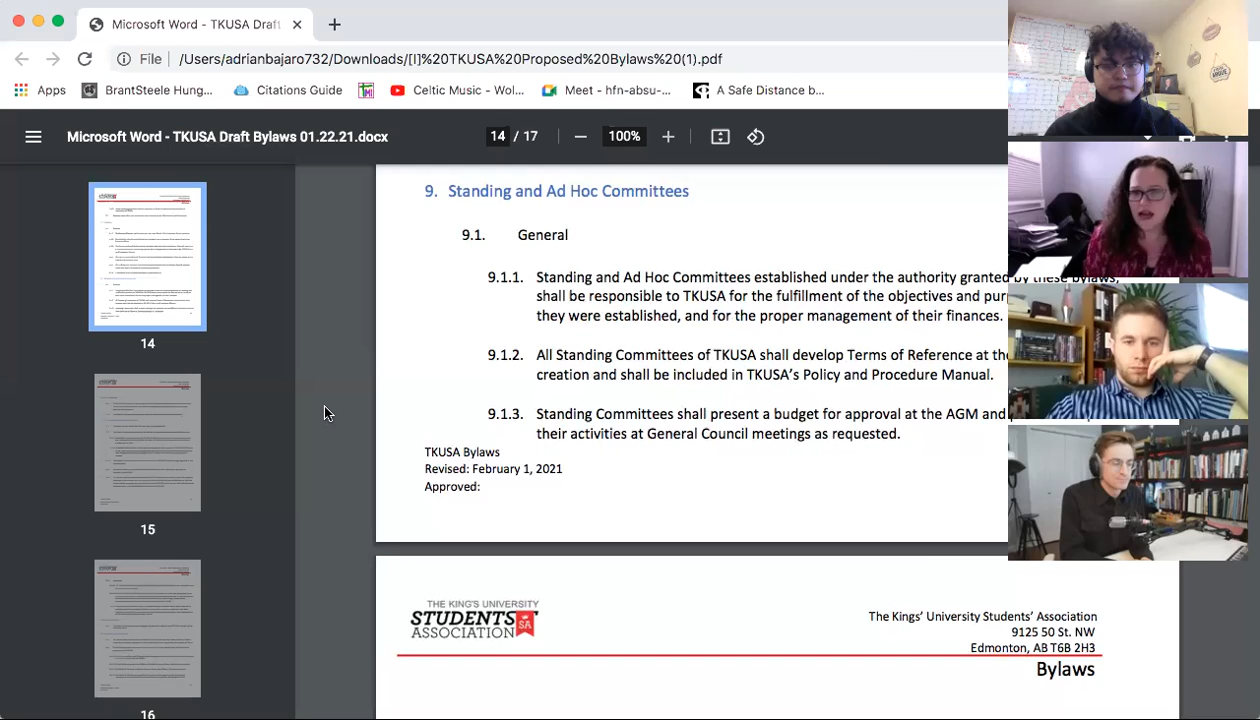 Microsoft Word - TKUSA Draft
File /Users/adrianbajaro732/Downloads/[I]%20TKUSA%20Proposed%20Bylaws%20(1).pdf
Apps BrantSteele Hung... Citations Guide Celtic Music - Wol... Meet - hfn-absu-... A Safe Distance b...
Microsoft Word - TKUSA Draft Bylaws 01.22.21.docx 14 / 17 100%
14
15
16
9. Standing and Ad Hoc Committees
9.1. General
9.1.1. Standing and Ad Hoc Committees established under the authority granted by these bylaws,
shall be responsible to TKUSA for the fulfillment of the objectives and pur
they were established, and for the proper management of their finances.
9.1.2. All Standing Committees of TKUSA shall develop Terms of Reference at the
creation and shall be included in TKUSA's Policy and Procedure Manual.
9.1.3. Standing Committees shall present a budget for approval at the AGM and
their activities at General Council meetings as requested.
TKUSA Bylaws
Revised: February 1, 2021
Approved:
THE KING'S UNIVERSITY
STUDENTS'
ASSOCIATION
SA
The Kings' University Students' Association
9125 50 St. NW
Edmonton, AB T6B 2H3
Bylaws